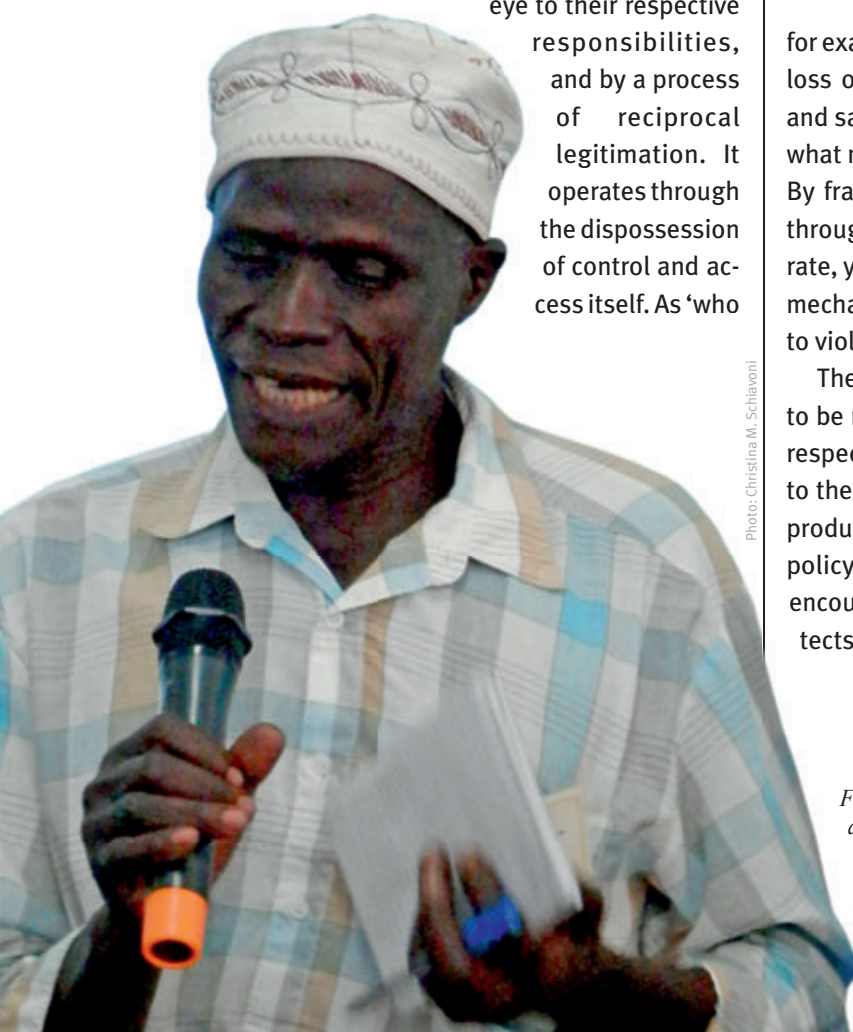 eye to their respective
responsibilities,
and by a process
of reciprocal
legitimation. It
operates through
the dispossession
of control and ac-
cess itself. As ‘who
Photo: Christina M. Schiavoni
for exa
loss o
and sa
what
By fra
throug
rate, y
mecha
to viol
The
to be
respec
to the
produ
policy
encou
tects
F